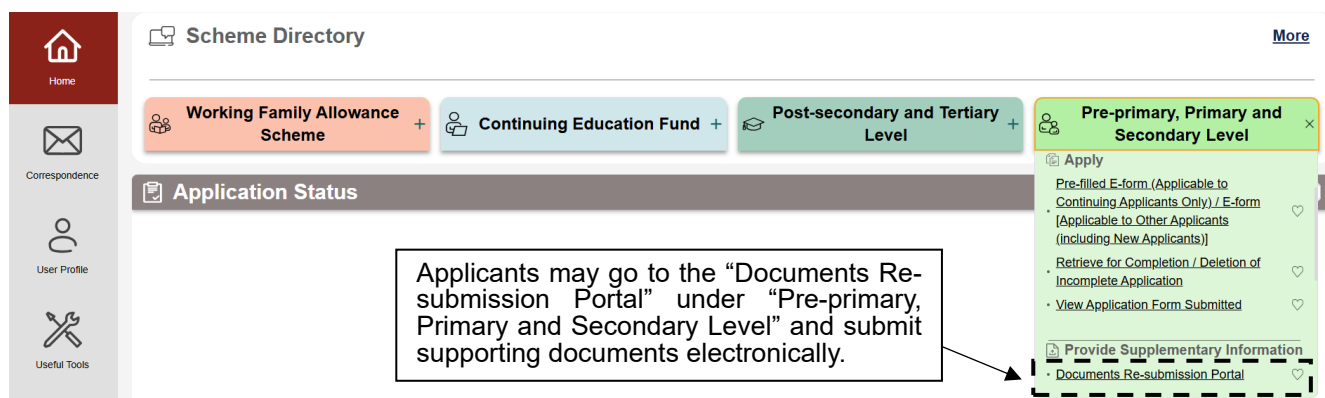 Home
Correspondence
User Profile
Useful Tools
Scheme Directory
More
Working Family Allowance
Scheme
+
Continuing Education Fund +
Post-secondary and Tertiary
Level
+
Pre-primary, Primary and
Secondary Level
×
Apply
· Pre-filled E-form (Applicable to
Continuing Applicants Only) / E-form
[Applicable to Other Applicants
(including New Applicants)]
· Retrieve for Completion / Deletion of
Incomplete Application
· View Application Form Submitted
Provide Supplementary Information
· Documents Re-submission Portal
Application Status
Applicants may go to the “Documents Re-
submission Portal” under “Pre-primary,
Primary and Secondary Level” and submit
supporting documents electronically.